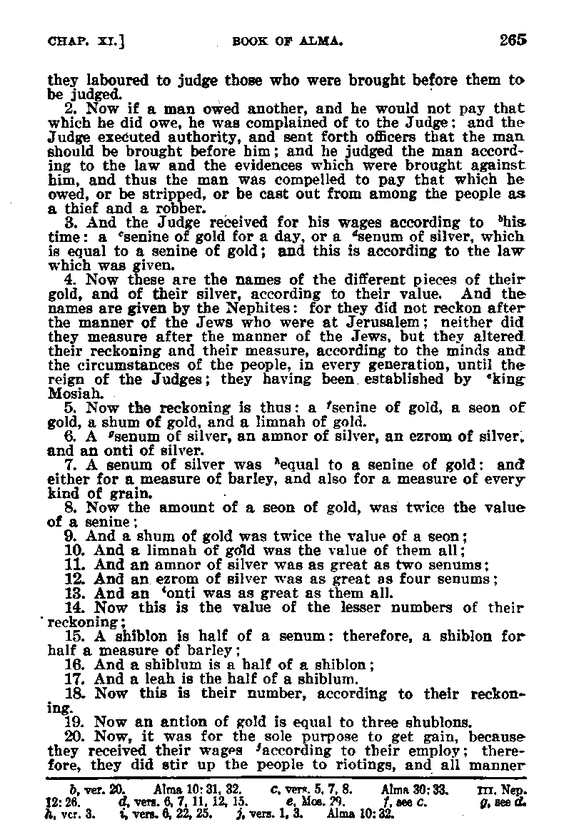 CHAP. XI.] BOOK OF ALMA. 265
they laboured to judge those who were brought before them to
be judged.
2. Now if a man owed another, and he would not pay that
which he did owe, he was complained of to the Judge; and the
Judge executed authority, and sent forth officers that the man
should be brought before him; and he judged the man accord-
ing to the law and the evidences which were brought against
him, and thus the man was compelled to pay that which he
owed, or be stripped, or be cast out from among the people as
a thief and a robber.
3. And the Judge received for his wages according to bhis
time: a csenine of gold for a day, or a dsenum of silver, which
is equal to a senine of gold; and this is according to the law
which was given.
4. Now these are the names of the different pieces of their
gold, and of their silver, according to their value. And the
names are given by the Nephites: for they did not reckon after
the manner of the Jews who were at Jerusalem; neither did
they measure after the manner of the Jews, but they altered
their reckoning and their measure, according to the minds and
the circumstances of the people, in every generation, until the
reign of the Judges; they having been established by eking
Mosiah.
5. Now the reckoning is thus: a fsenine of gold, a seon of
gold, a shum of gold, and a limnah of gold.
6. A gsenum of silver, an amnor of silver, an ezrom of silver,
and an onti of silver.
7. A senum of silver was hequal to a senine of gold: and
either for a measure of barley, and also for a measure of every
kind of grain.
8. Now the amount of a seon of gold, was twice the value
of a senine;
9. And a shum of gold was twice the value of a seon;
10. And a limnah of gold was the value of them all;
11. And an amnor of silver was as great as two senums;
12. And an ezrom of silver was as great as four senums;
13. And an ionti was as great as them all.
14. Now this is the value of the lesser numbers of their
reckoning;
15. A shiblon is half of a senum: therefore, a shiblon for
half a measure of barley;
16. And a shiblum is a half of a shiblon;
17. And a leah is the half of a shiblum.
18. Now this is their number, according to their reckon-
ing.
19. Now an antion of gold is equal to three shublons.
20. Now, it was for the sole purpose to get gain, because
they received their wages jaccording to their employ; there-
fore, they did stir up the people to riotings, and all manner
b, ver. 20. Alma 10: 31, 32. c, vers. 5, 7, 8. Alma 30: 33. III. Nep.
12: 26. d, vers. 6, 7, 11, 12, 15. e, Mos. 29. f, see c. g, see d.
h, ver. 3. i, vers. 6, 22, 25. j, vers. 1, 3. Alma 10: 32.